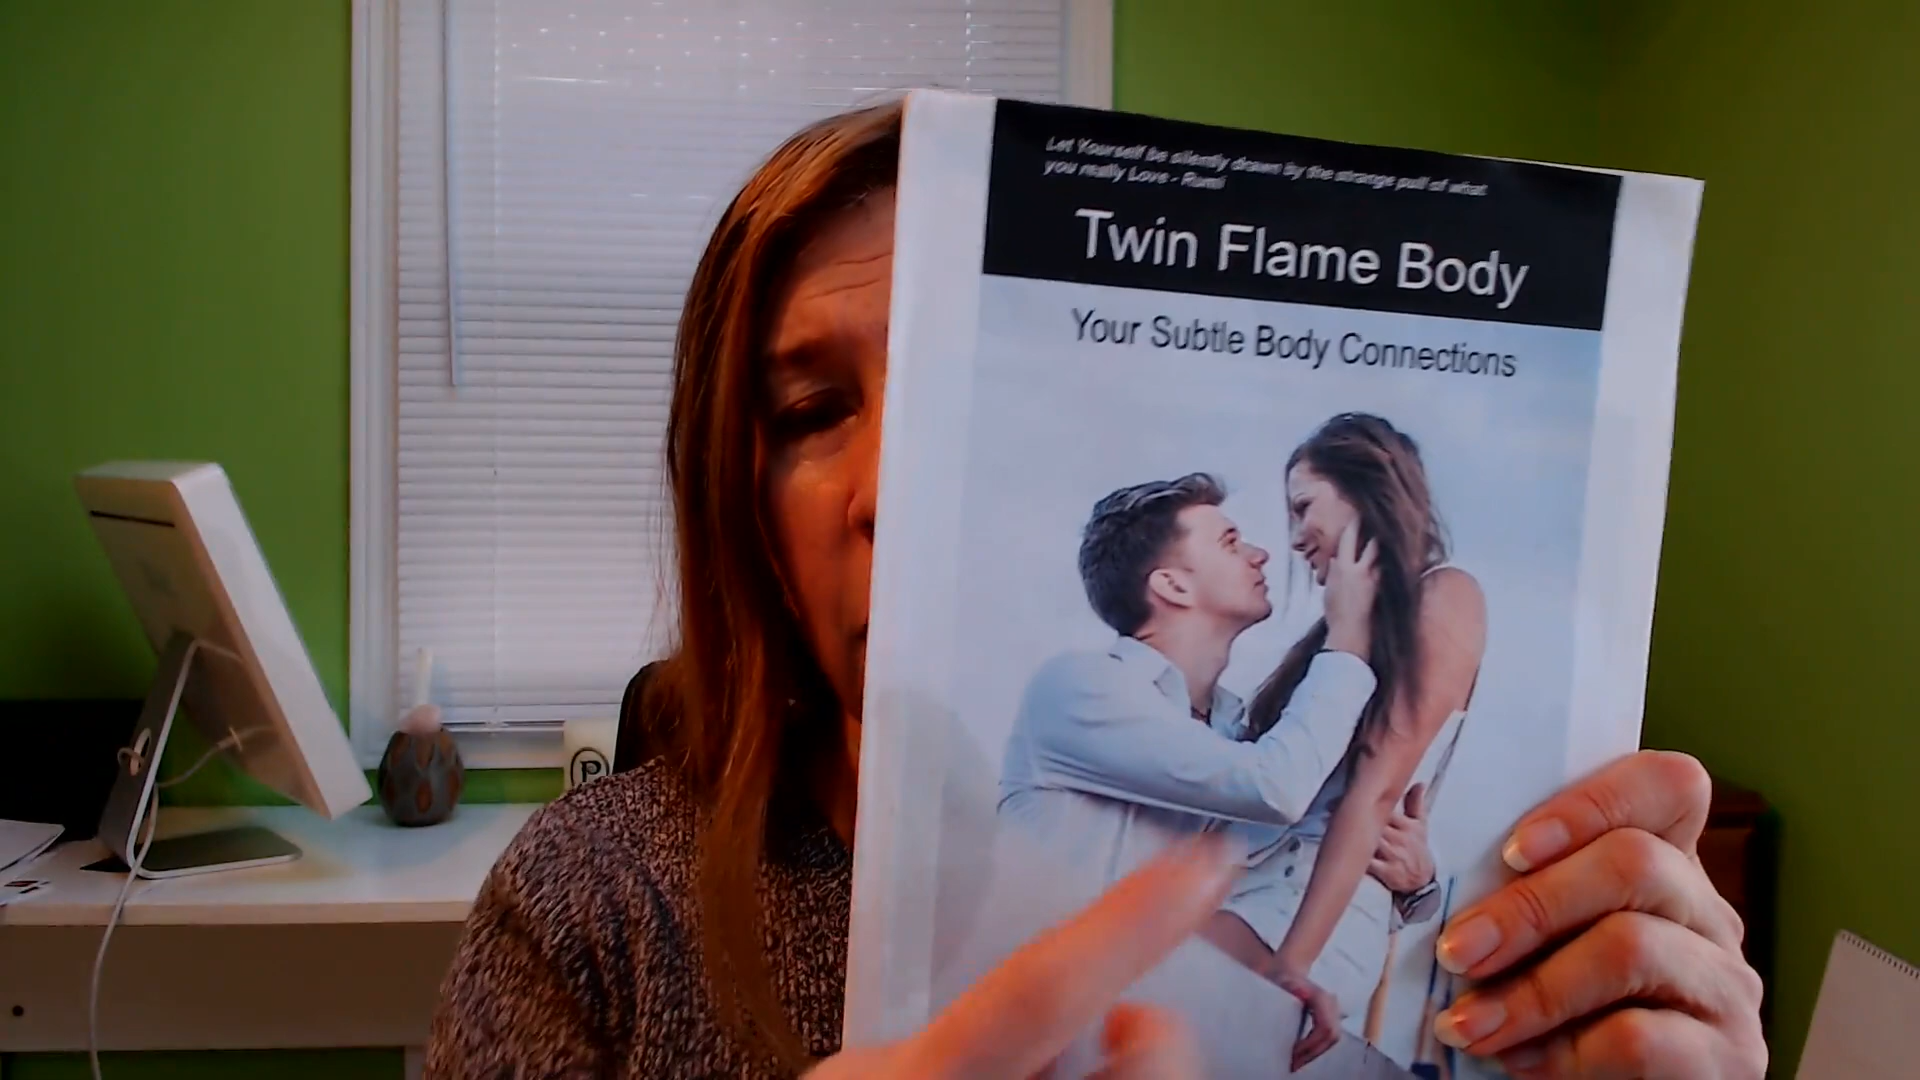 Let Yourself be silently drawn by the strange pull of what
you really Love - Rumi
Twin Flame Body
Your Subtle Body Connections
P